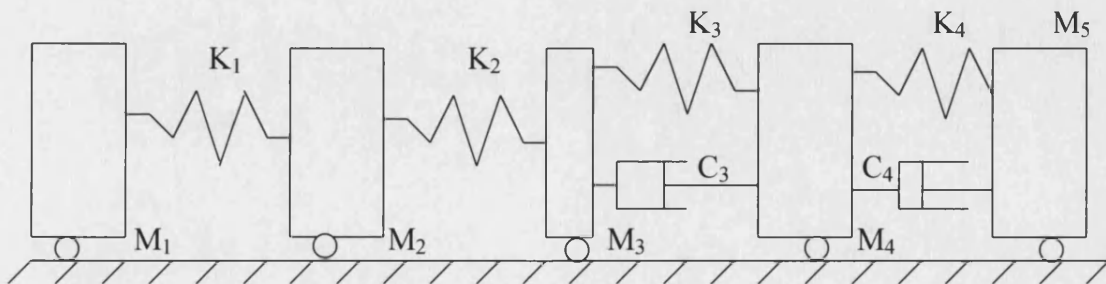 K₃ K₄ M₅
K₁ K₂
C₃ C₄
M₁ M₂ M₃ M₄